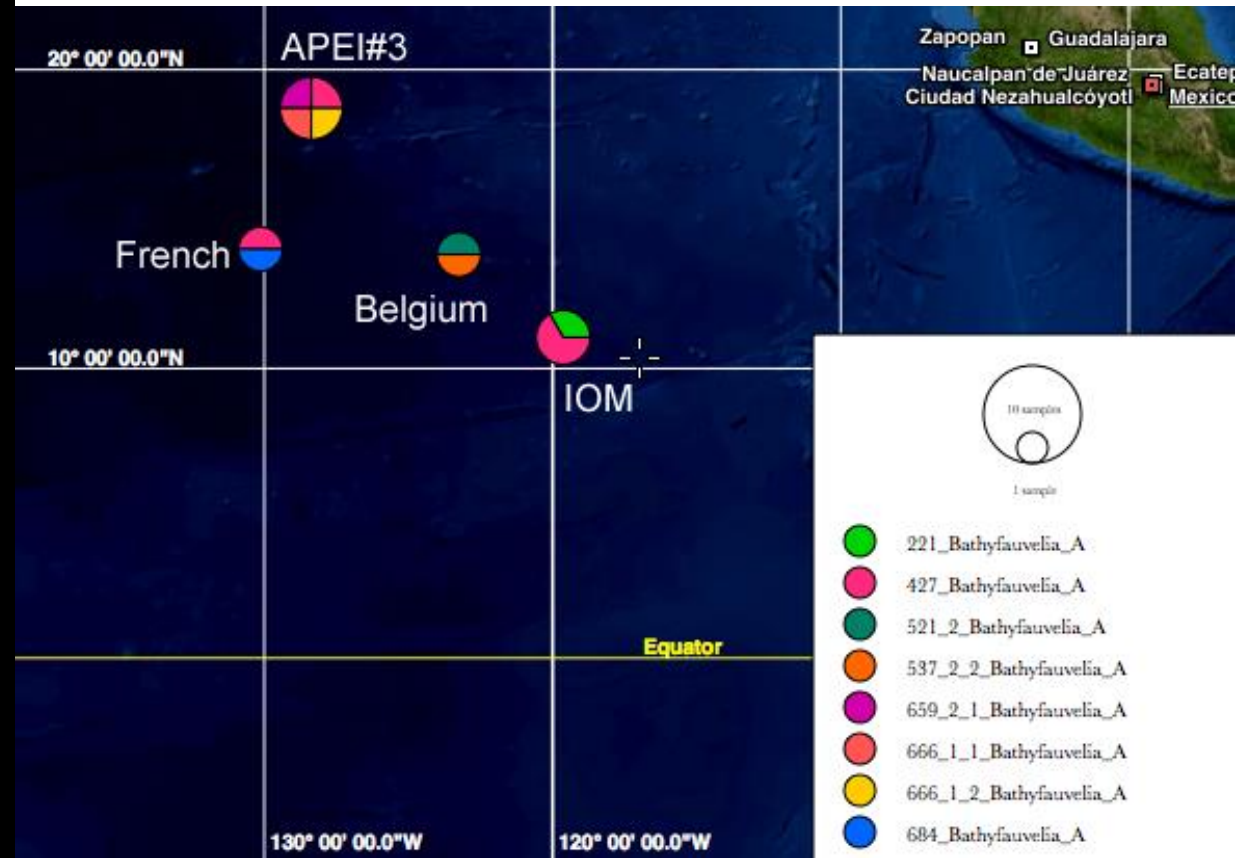 APEI#3
20° 00' 00.0"N
Zapopan
Guadalajara
Naucalpan de Juárez
Ecatep
Ciudad Nezahualcóyotl
Mexico
French
Belgium
10° 00' 00.0"N
IOM
10 samples
1 sample
221_Bathyfauvelia_A
427_Bathyfauvelia_A
521_2_Bathyfauvelia_A
537_2_2_Bathyfauvelia_A
Equator
659_2_1_Bathyfauvelia_A
666_1_1_Bathyfauvelia_A
666_1_2_Bathyfauvelia_A
684_Bathyfauvelia_A
130° 00' 00.0"W
120° 00' 00.0"W